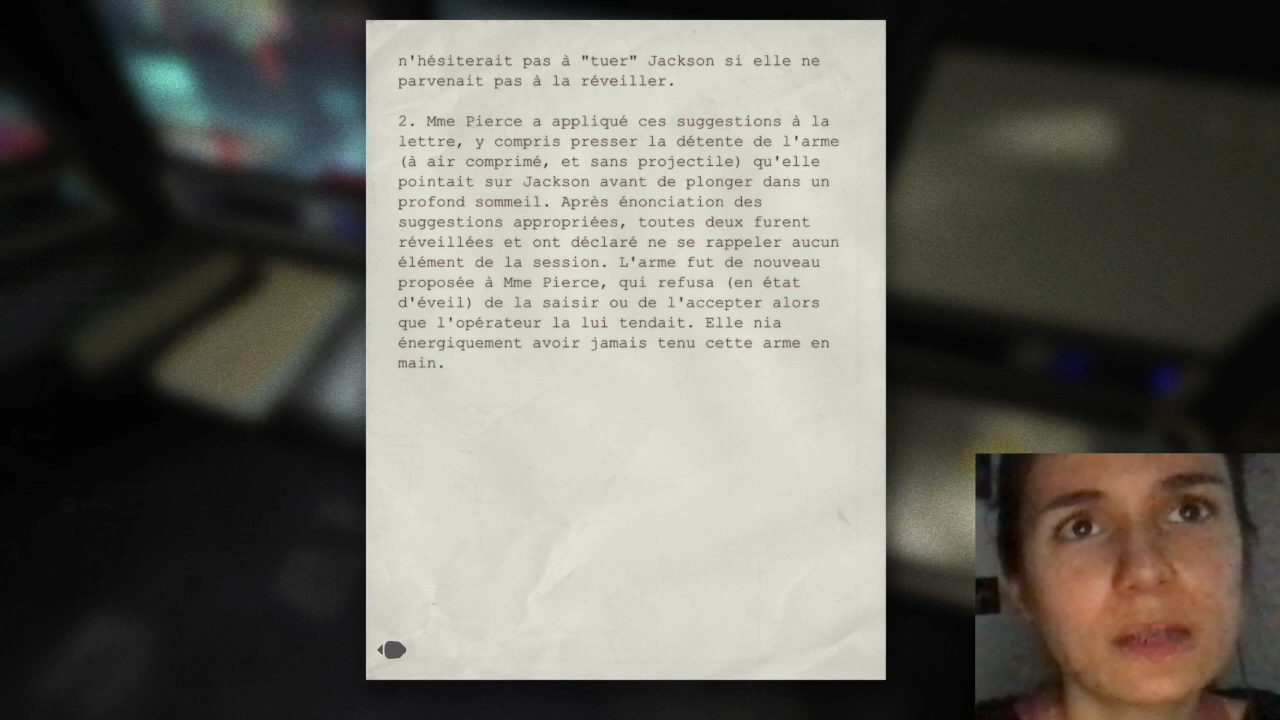 n'hésiterait pas à "tuer" Jackson si elle ne
parvenait pas à la réveiller.
2. Mme Pierce a appliqué ces suggestions à la
lettre, y compris presser la détente de l'arme
(à air comprimé, et sans projectile) qu'elle
pointait sur Jackson avant de plonger dans un
profond sommeil. Après énonciation des
suggestions appropriées, toutes deux furent
réveillées et ont déclaré ne se rappeler aucun
élément de la session. L'arme fut de nouveau
proposée à Mme Pierce, qui refusa (en état
d'éveil) de la saisir ou de l'accepter alors
que l'opérateur la lui tendait. Elle nia
énergiquement avoir jamais tenu cette arme en
main.